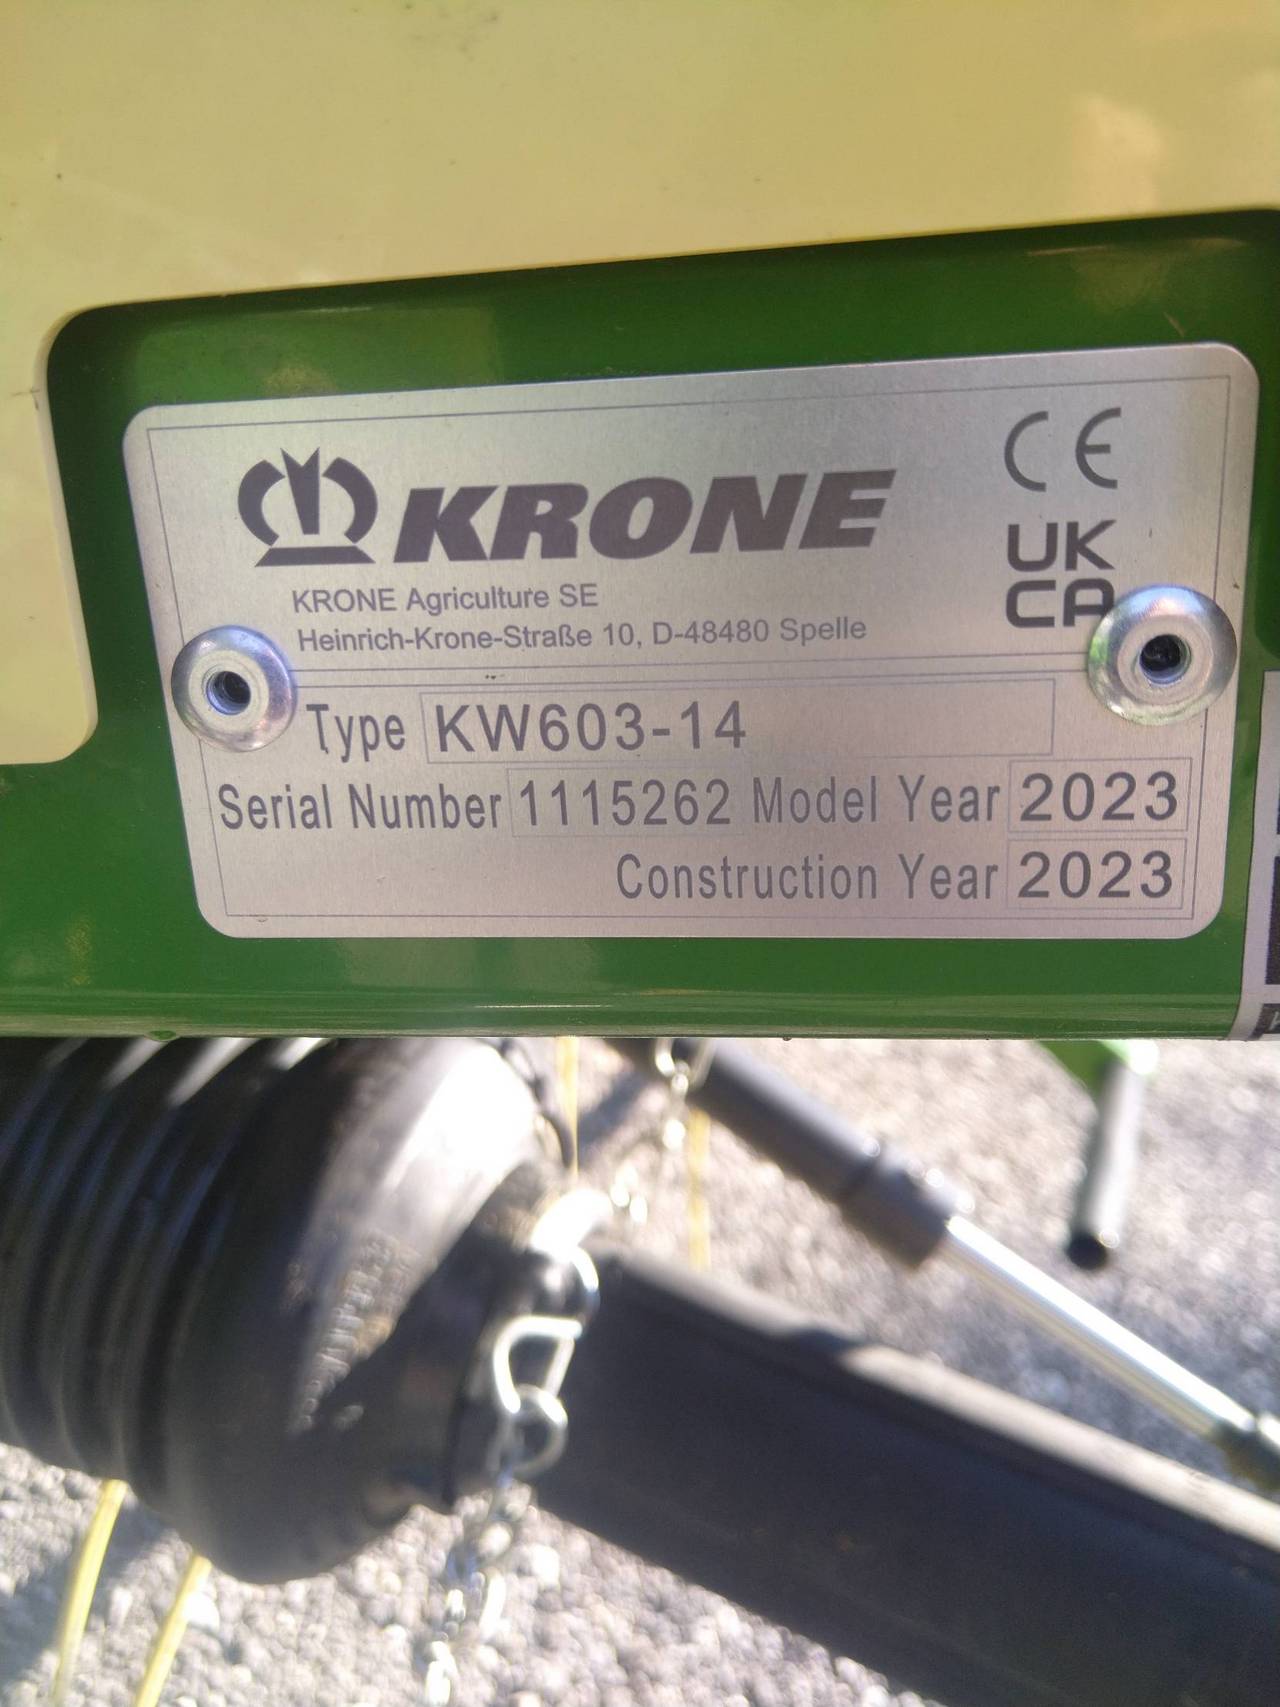 KRONE
CE
UK
CA
KRONE Agriculture SE
Heinrich-Krone-Straße 10, D-48480 Spelle
Type KW603-14
Serial Number 1115262 Model Year 2023
Construction Year 2023